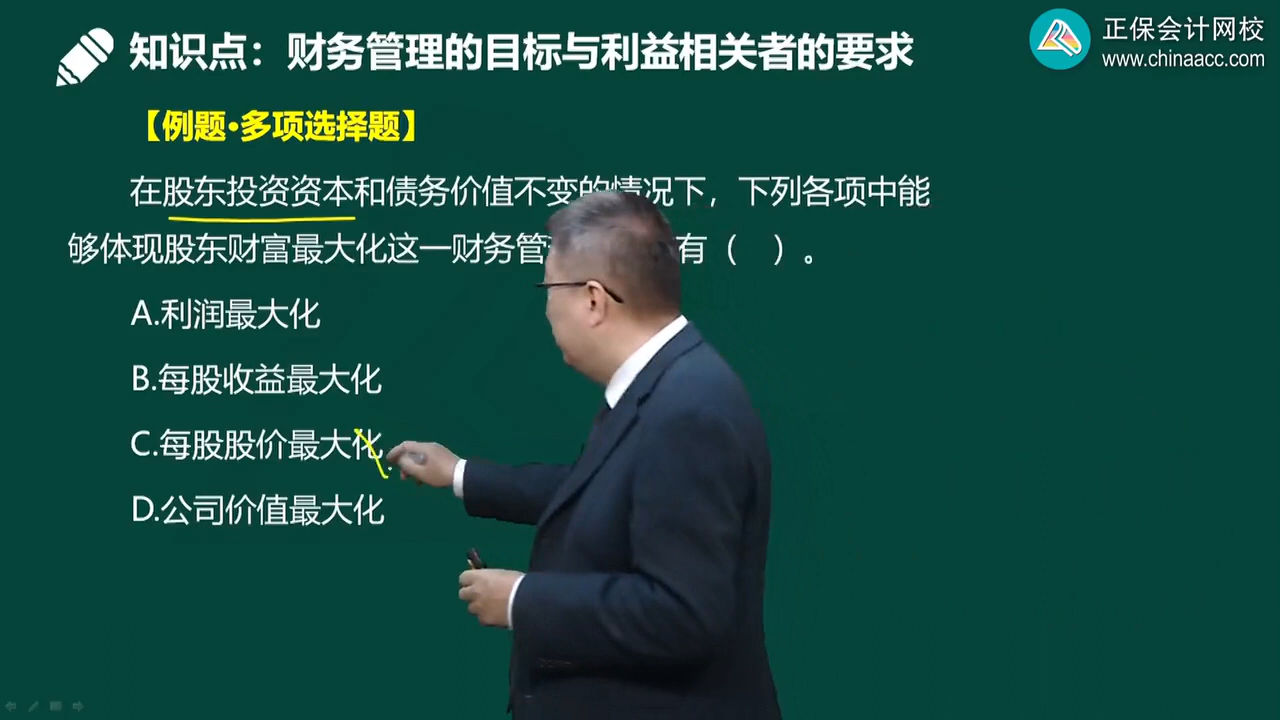 知识点：财务管理的目标与利益相关者的要求
正保会计网校
www.chinaacc.com
【例题•多项选择题】
在股东投资资本和债务价值不变的情况下，下列各项中能
够体现股东财富最大化这一财务管 有（ ）。
A.利润最大化
B.每股收益最大化
C.每股股价最大化
D.公司价值最大化